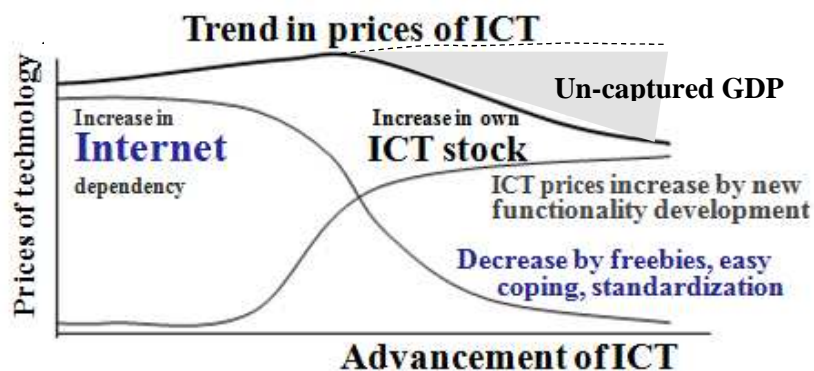 Trend in prices of ICT
Un-captured GDP
Increase in
Internet
dependency
Increase in own
ICT stock
ICT prices increase by new
functionality development
Decrease by freebies, easy
coping, standardization
Prices of technology
Advancement of ICT